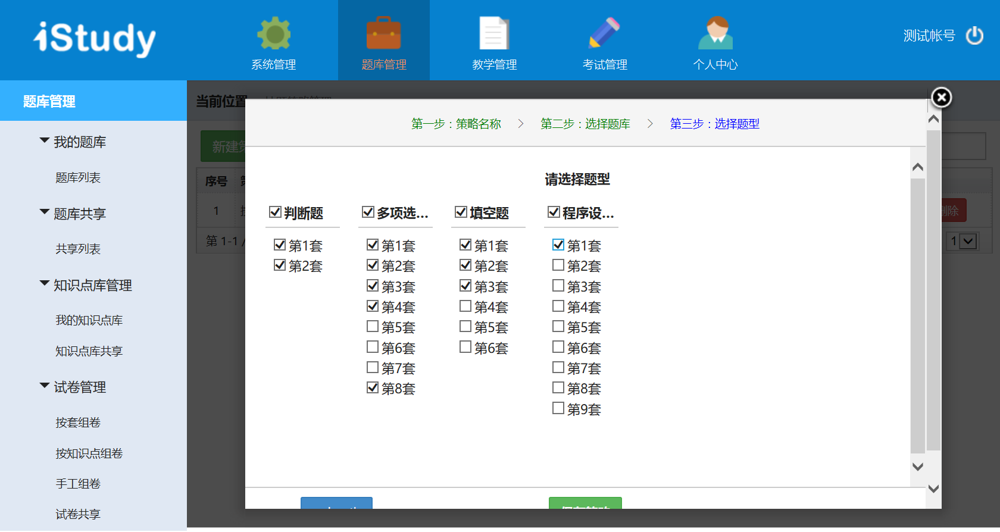 iStudy
系统管理
题库管理
教学管理
考试管理
个人中心
测试帐号
题库管理
我的题库
题库列表
题库共享
共享列表
知识点库管理
我的知识点库
知识点库共享
试卷管理
按套组卷
按知识点组卷
手工组卷
试卷共享
当前位置
新建
序号
1
第 1-1 /
删除
1
第一步：策略名称 > 第二步：选择题库 > 第三步：选择题型
请选择题型
判断题 多项选... 填空题 程序设...
第1套 第1套 第1套 第1套
第2套 第2套 第2套 第2套
第3套 第3套 第3套
第4套 第4套 第4套
第5套 第5套 第5套
第6套 第6套 第6套
第7套 第7套
第8套 第8套
第9套